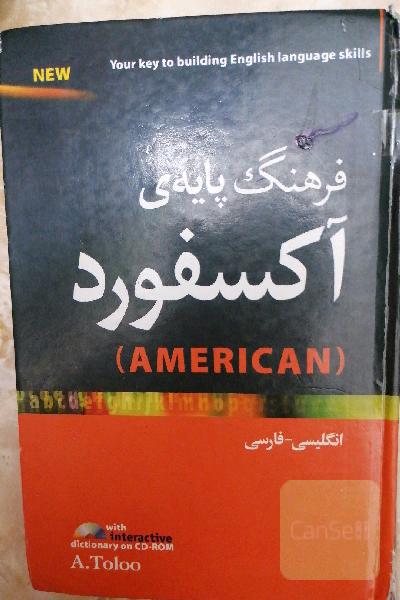 Your key to building English language skills
NEW
فرهنگ پایه‌ی
آکسفورد
(AMERICAN)
انگلیسی-فارسی
CanSell
with
interactive
dictionary on CD-ROM
A.Toloo